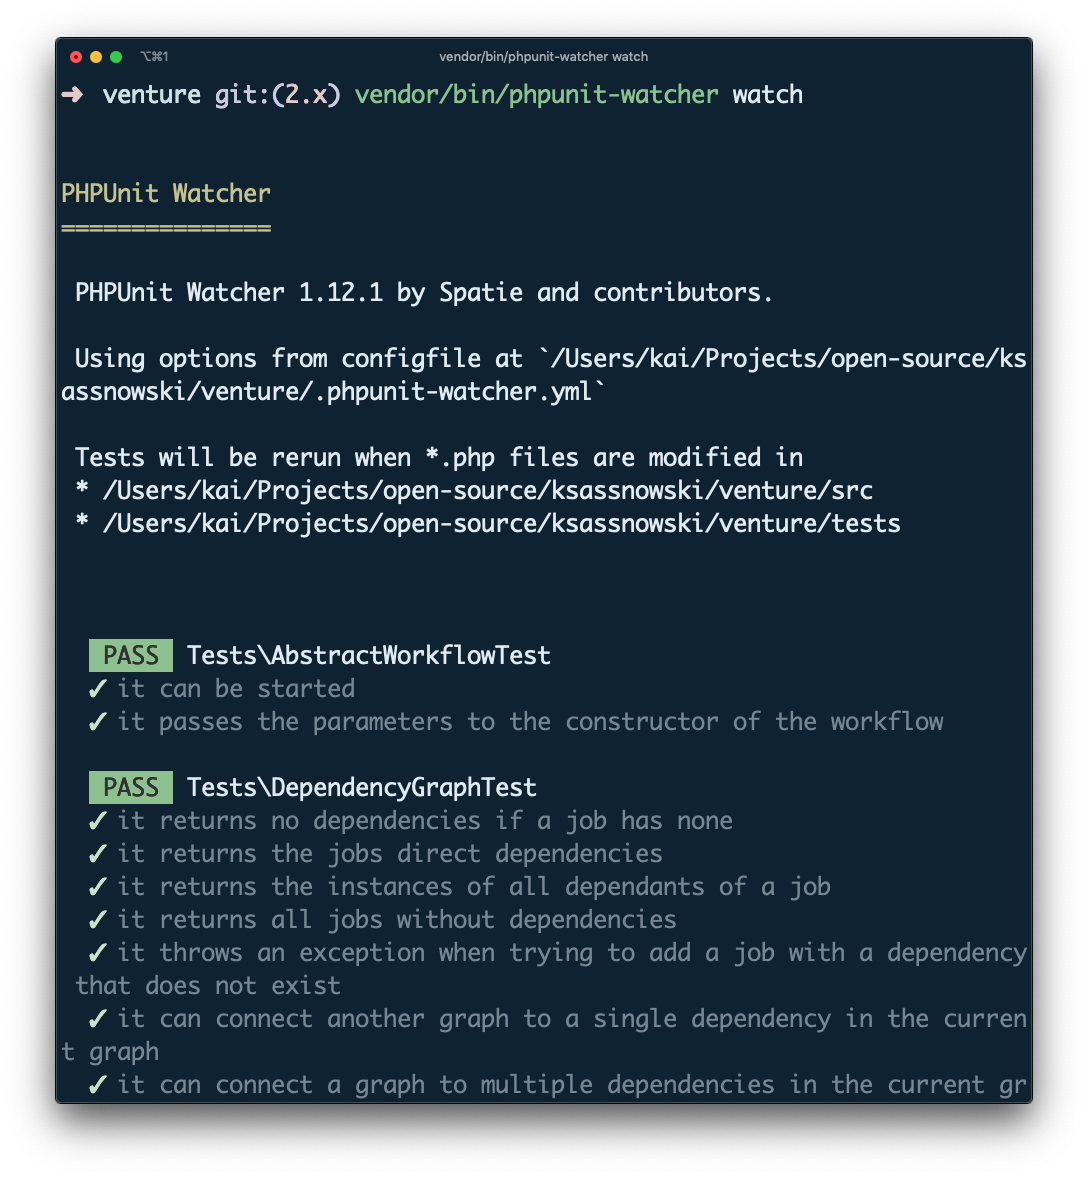 ⌥⌘1
vendor/bin/phpunit-watcher watch
➜ venture git:(2.x) vendor/bin/phpunit-watcher watch
PHPUnit Watcher
===============
PHPUnit Watcher 1.12.1 by Spatie and contributors.
Using options from configfile at `/Users/kai/Projects/open-source/ks
assnowski/venture/.phpunit-watcher.yml`
Tests will be rerun when *.php files are modified in
* /Users/kai/Projects/open-source/ksassnowski/venture/src
* /Users/kai/Projects/open-source/ksassnowski/venture/tests
PASS Tests\AbstractWorkflowTest
✓ it can be started
✓ it passes the parameters to the constructor of the workflow
PASS Tests\DependencyGraphTest
✓ it returns no dependencies if a job has none
✓ it returns the jobs direct dependencies
✓ it returns the instances of all dependants of a job
✓ it returns all jobs without dependencies
✓ it throws an exception when trying to add a job with a dependency
that does not exist
✓ it can connect another graph to a single dependency in the curren
t graph
✓ it can connect a graph to multiple dependencies in the current gr